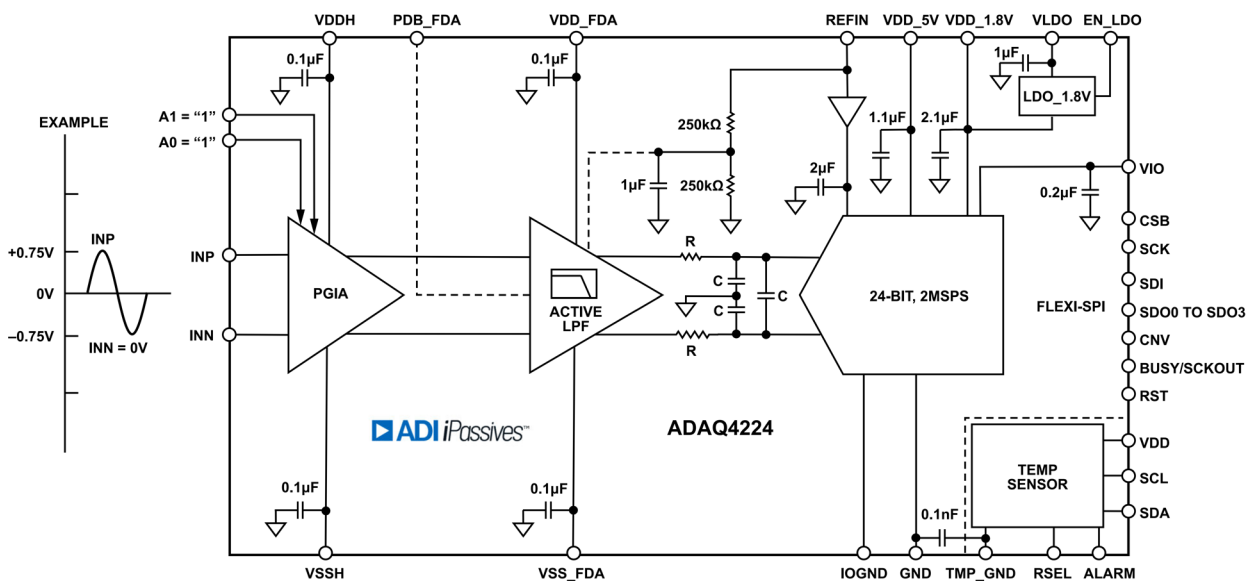 VDDH
PDB_FDA
VDD_FDA
REFIN
VDD_5V
VDD_1.8V
VLDO
EN_LDO
0.1µF
0.1µF
1µF
LDO_1.8V
EXAMPLE
A1 = “1”
A0 = “1”
250kΩ
1.1µF
2.1µF
1µF
250kΩ
2µF
0.2µF
VIO
CSB
SCK
SDI
SDO0 TO SDO3
CNV
BUSY/SCKOUT
RST
FLEXI-SPI
+0.75V
INP
0V
–0.75V
INN = 0V
INP
INN
PGIA
ACTIVE
LPF
R
C
C
C
R
24-BIT, 2MSPS
ADI iPassives™
ADAQ4224
TEMP
SENSOR
VDD
SCL
SDA
0.1µF
0.1µF
0.1nF
VSSH
VSS_FDA
IOGND
GND
TMP_GND
RSEL
ALARM